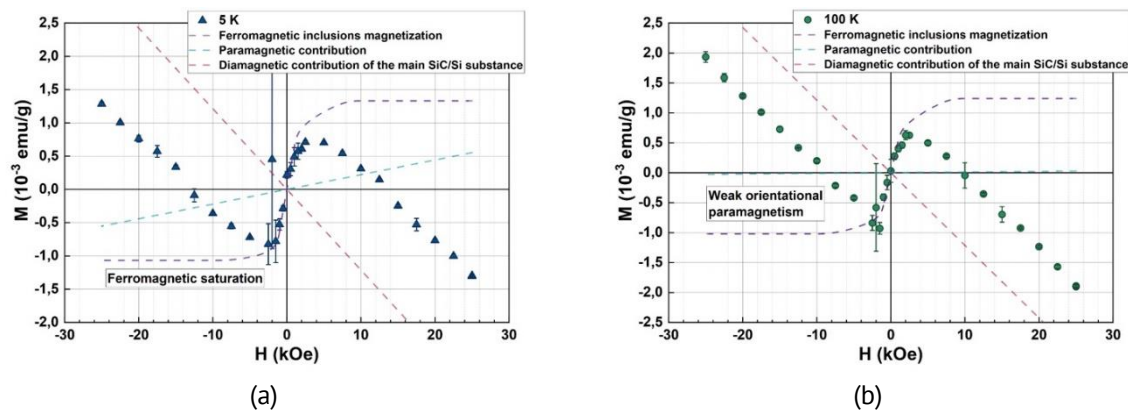 5 K
Ferromagnetic inclusions magnetization
Paramagnetic contribution
Diamagnetic contribution of the main SiC/Si substance
2,5
2,0
1,5
1,0
0,5
0,0
-0,5
-1,0
-1,5
2,0
M (10⁻³ emu/g)
Ferromagnetic saturation
-30
-20
-10
0
10
20
30
H (kOe)
(a)
100 K
Ferromagnetic inclusions magnetization
Paramagnetic contribution
Diamagnetic contribution of the main SiC/Si substance
2,5
2,0
1,5
1,0
0,5
0,0
-0,5
-1,0
-1,5
-2,0
-2,5
M (10⁻³ emu/g)
Weak orientational
paramagnetism
-30
-20
-10
0
10
20
30
H (kOe)
(b)